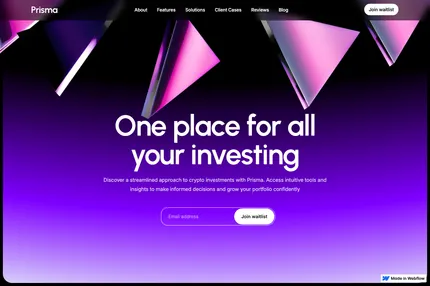 Prisma
About
Features
Solutions
Client Cases
Reviews
Blog
Join waitlist
One place for all
your investing
Discover a streamlined approach to crypto investments with Prisma. Access intuitive tools and
insights to make informed decisions and grow your portfolio confidently
Email address
Join waitlist
Made in Webflow